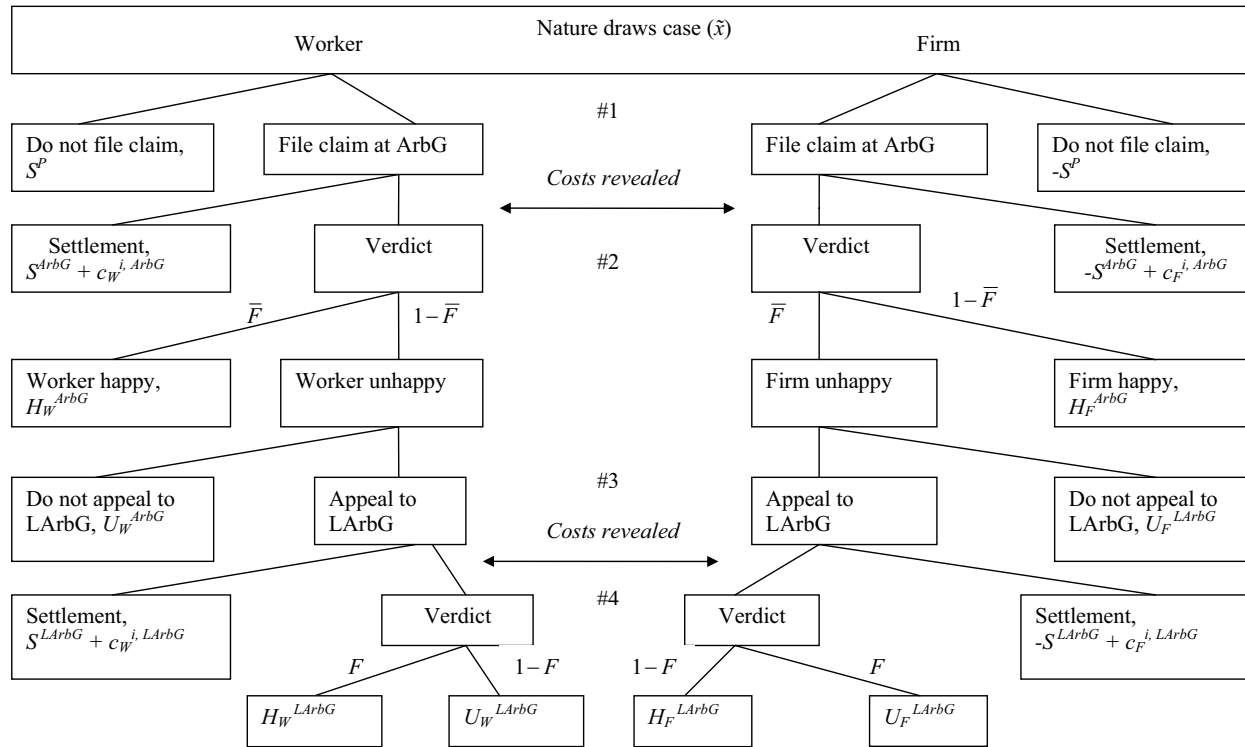 Nature draws case (x̃)
Worker Firm
#1
Do not file claim,
S^P
File claim at ArbG
File claim at ArbG
Do not file claim,
-S^P
Costs revealed
Settlement,
S^ArbG + c_W^i, ArbG
Verdict
#2
Verdict
Settlement,
-S^ArbG + c_F^i, ArbG
F̅ 1 − F̅ F̅ 1 − F̅
Worker happy,
H_W^ArbG
Worker unhappy
Firm unhappy
Firm happy,
H_F^ArbG
#3
Do not appeal to
LArbG, U_W^ArbG
Appeal to
LArbG
Appeal to
LArbG
Do not appeal to
LArbG, U_F^LArbG
Costs revealed
#4
Settlement,
S^LArbG + c_W^i, LArbG
Verdict
Verdict
Settlement,
-S^LArbG + c_F^i, LArbG
F 1 − F 1 − F F
H_W^LArbG U_W^LArbG H_F^LArbG U_F^LArbG